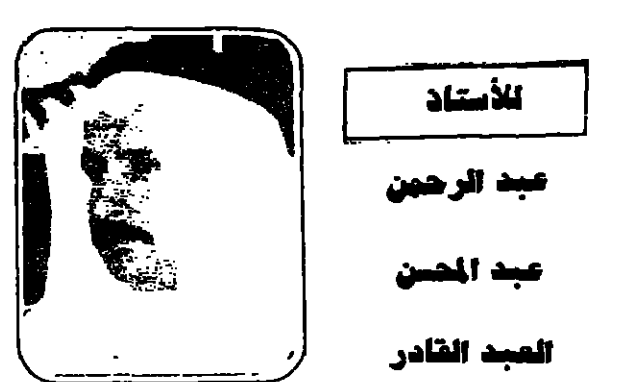 للأستاذ
عبد الرحمن
عبد المحسن
العبد القادر